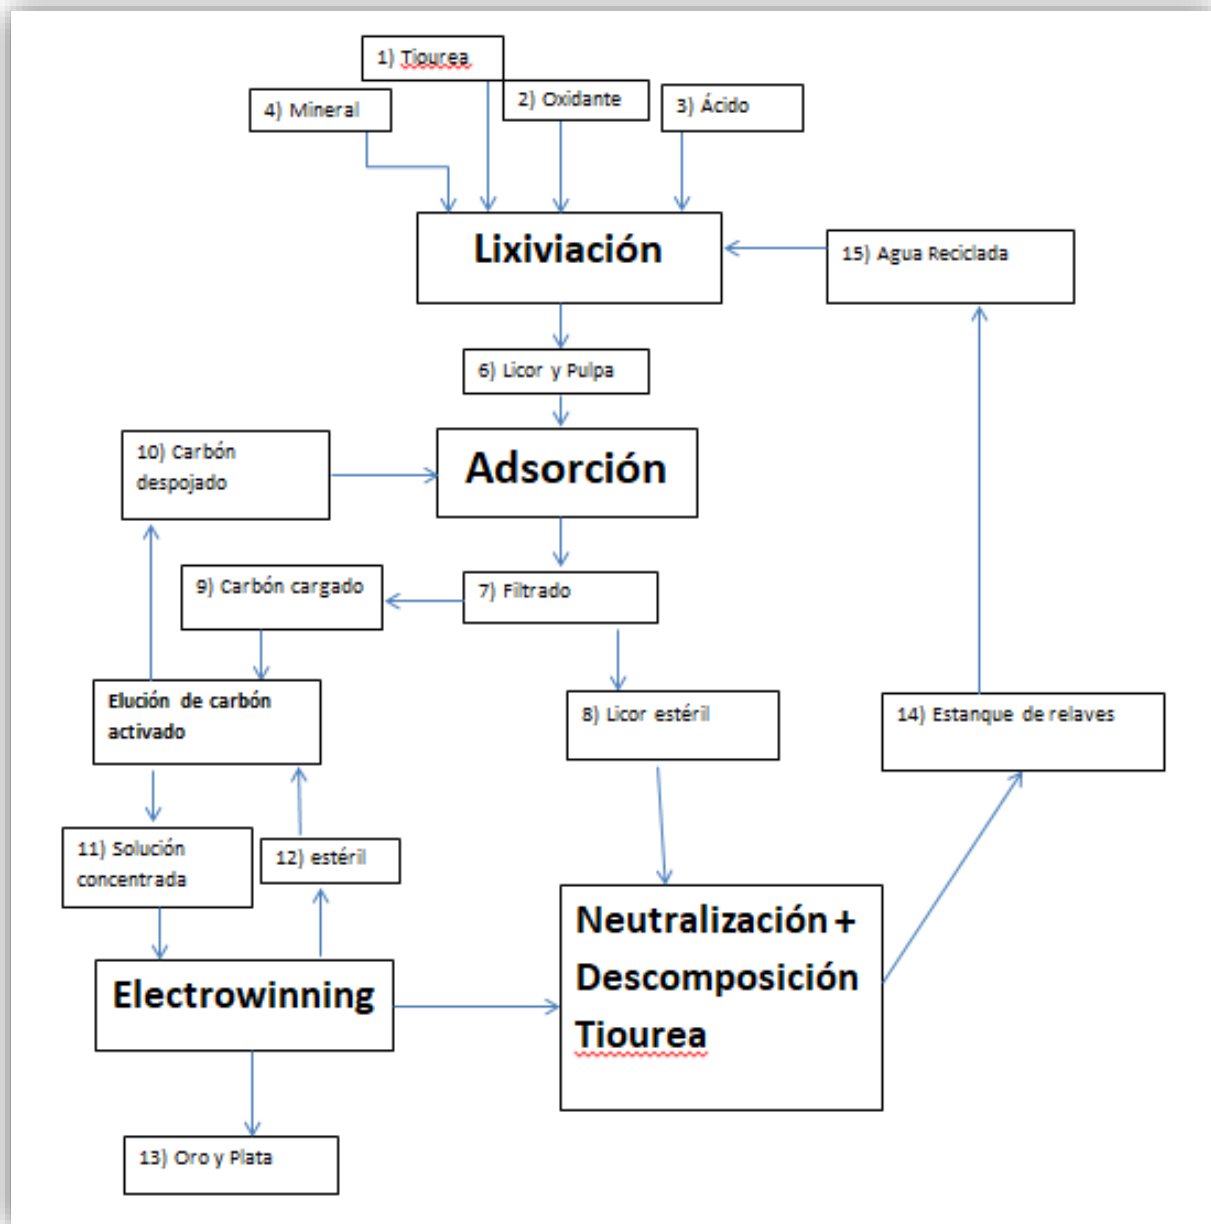 1) Tiourea
2) Oxidante
3) Ácido
4) Mineral
Lixiviación
15) Agua Reciclada
6) Licor y Pulpa
10) Carbón
despojado
Adsorción
9) Carbón cargado
7) Filtrado
Elución de carbón
activado
8) Licor estéril
14) Estanque de relaves
11) Solución
concentrada
12) estéril
Neutralización +
Descomposición
Tiourea
Electrowinning
13) Oro y Plata